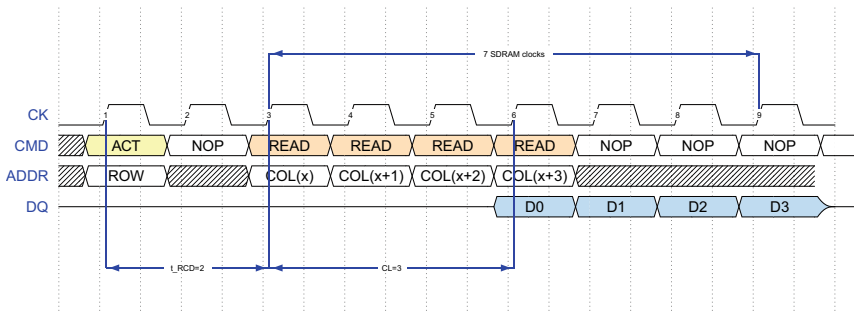 7 SDRAM clocks
CK 1 2 3 4 5 6 7 8 9
CMD ACT NOP READ READ READ READ NOP NOP NOP
ADDR ROW COL(x) COL(x+1) COL(x+2) COL(x+3)
DQ D0 D1 D2 D3
t_RCD=2 CL=3